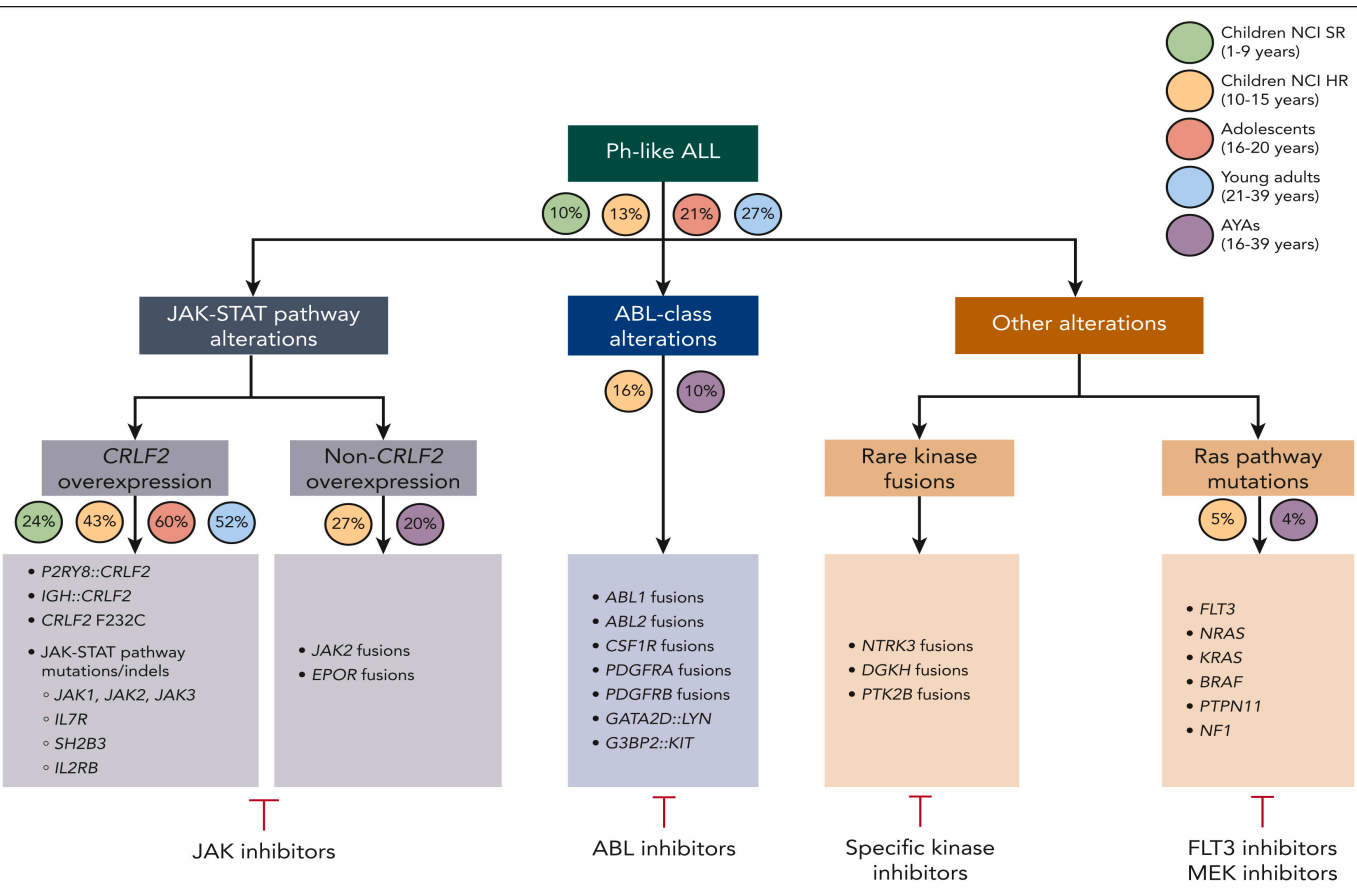 Children NCI SR
(1-9 years)
Children NCI HR
(10-15 years)
Adolescents
(16-20 years)
Young adults
(21-39 years)
AYAs
(16-39 years)
Ph-like ALL
10%
13%
21%
27%
JAK-STAT pathway
alterations
ABL-class
alterations
Other alterations
16%
10%
CRLF2
overexpression
Non-CRLF2
overexpression
Rare kinase
fusions
Ras pathway
mutations
24%
43%
60%
52%
27%
20%
5%
4%
• P2RY8::CRLF2
• IGH::CRLF2
• CRLF2 F232C
• JAK-STAT pathway
mutations/indels
◦ JAK1, JAK2, JAK3
◦ IL7R
◦ SH2B3
◦ IL2RB
• JAK2 fusions
• EPOR fusions
• ABL1 fusions
• ABL2 fusions
• CSF1R fusions
• PDGFRA fusions
• PDGFRB fusions
• GATA2D::LYN
• G3BP2::KIT
• NTRK3 fusions
• DGKH fusions
• PTK2B fusions
• FLT3
• NRAS
• KRAS
• BRAF
• PTPN11
• NF1
JAK inhibitors
ABL inhibitors
Specific kinase
inhibitors
FLT3 inhibitors
MEK inhibitors